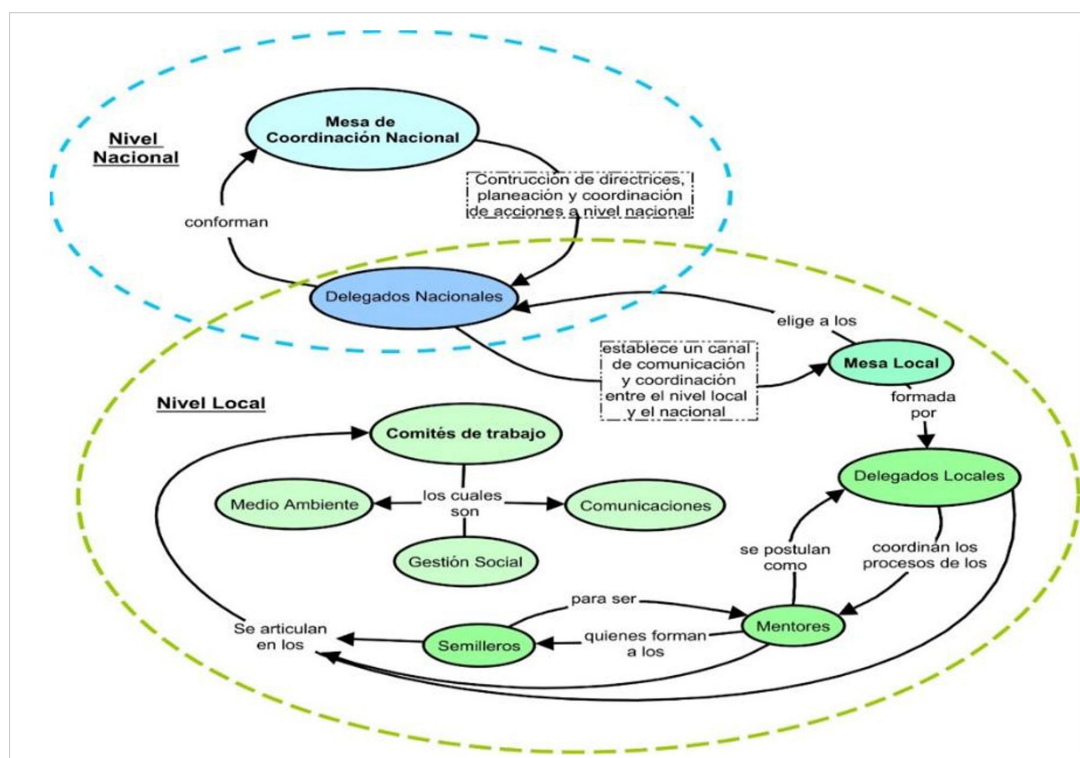 Mesa de
Coordinación Nacional
Nivel
Nacional
Contrucción de directrices,
planeación y coordinación
de acciones a nivel nacional
conforman
Delegados Nacionales
elige a los
establece un canal
de comunicación
y coordinación
entre el nivel local
y el nacional
Mesa Local
formada
por
Nivel Local
Comités de trabajo
Delegados Locales
Medio Ambiente
los cuales
son
Comunicaciones
Gestión Social
se postulan
como
coordinan los
procesos de los
para ser
Se articulan
en los
Semilleros
quienes forman
a los
Mentores